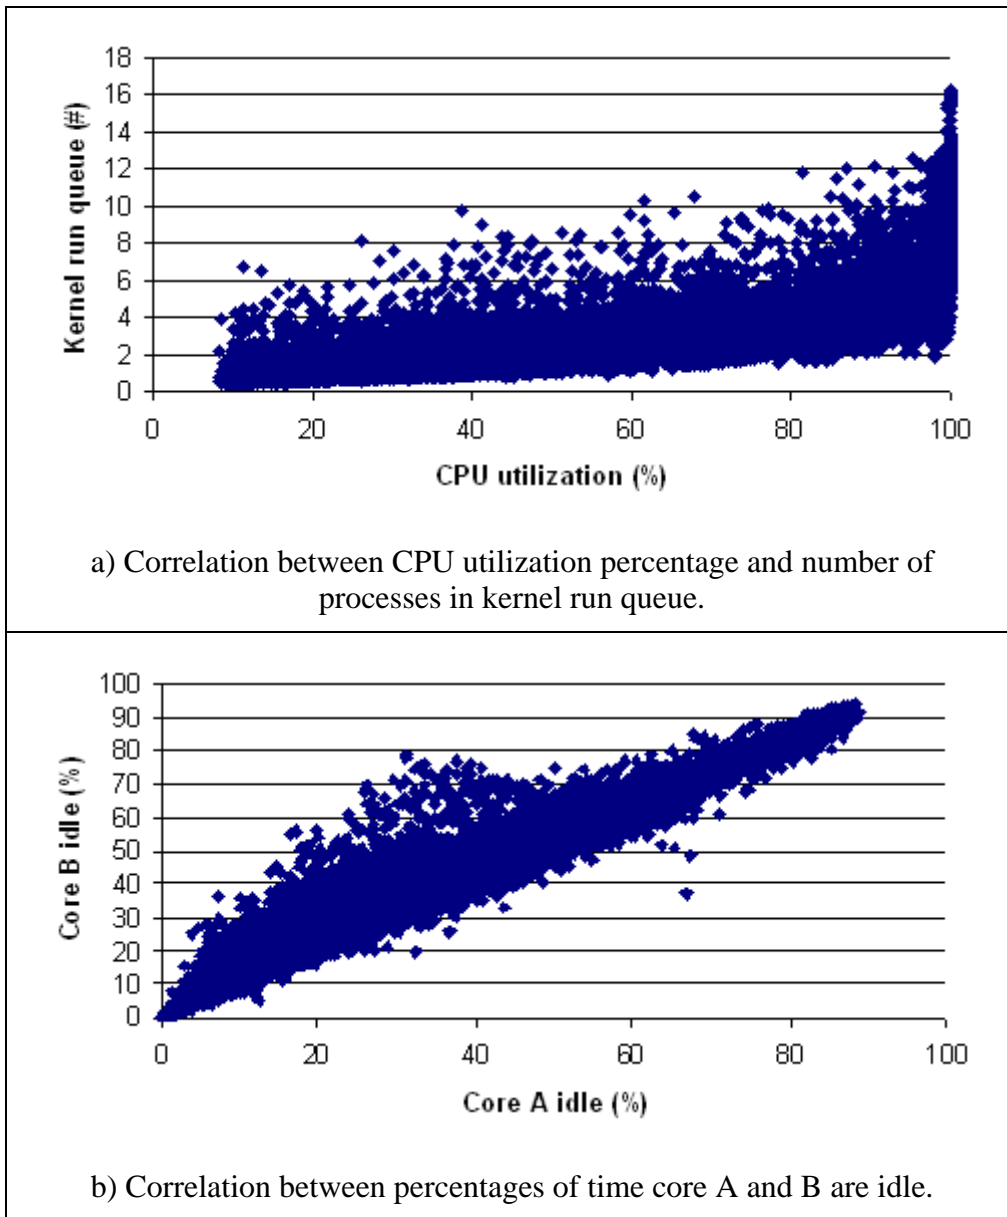 18
16
14
12
10
8
6
4
2
0
Kernel run queue (#)
0 20 40 60 80 100
CPU utilization (%)
a) Correlation between CPU utilization percentage and number of
processes in kernel run queue.
100
90
80
70
60
50
40
30
20
10
0
Core B idle (%)
0 20 40 60 80 100
Core A idle (%)
b) Correlation between percentages of time core A and B are idle.